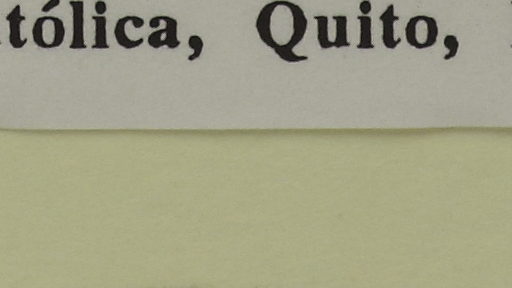 tólica, Quito,